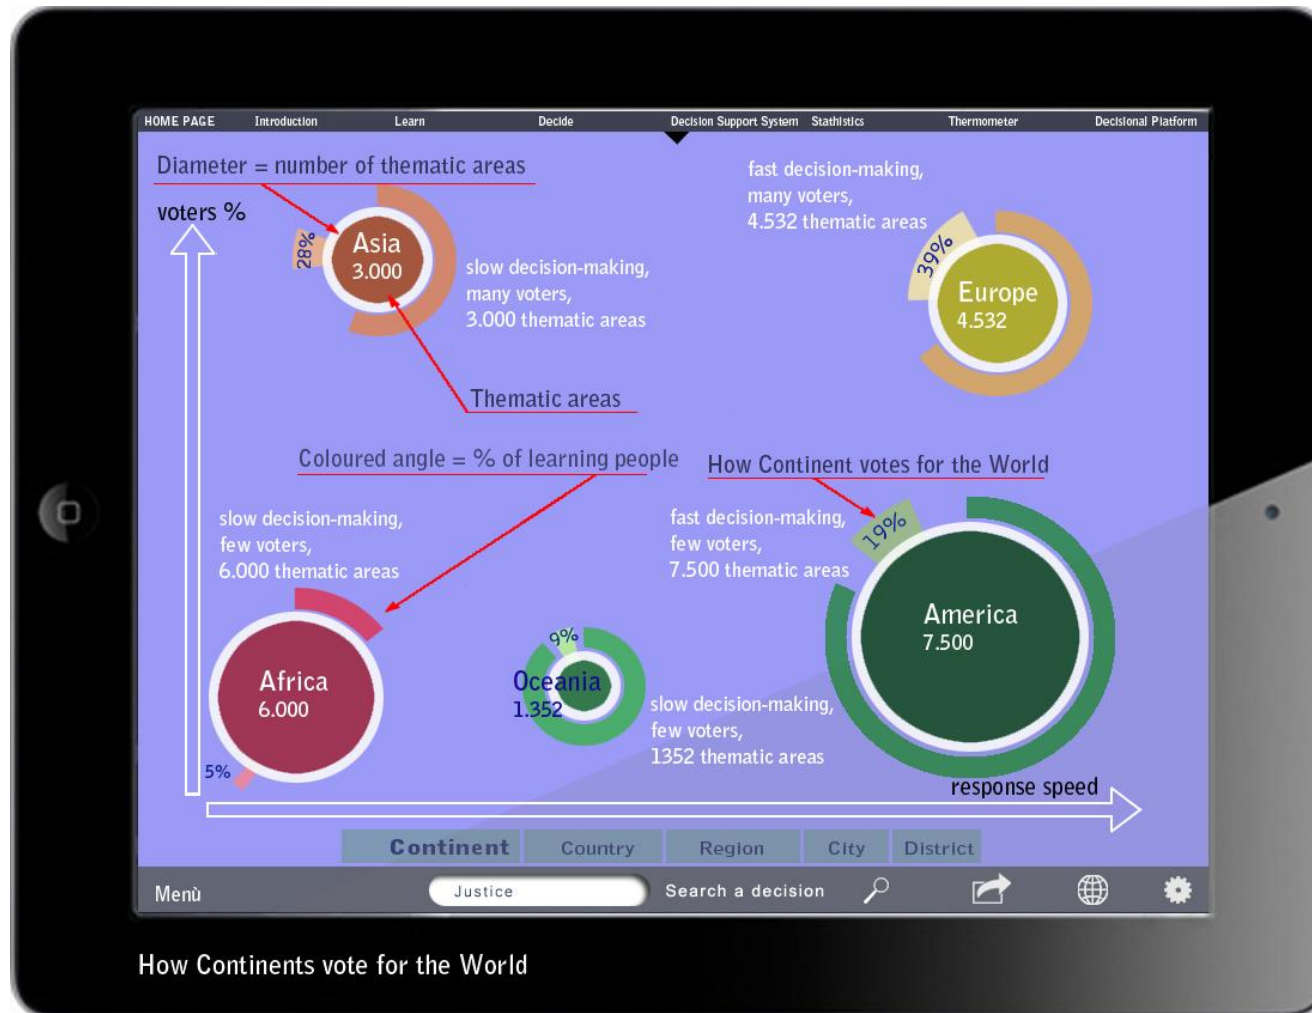 HOME PAGE Introduction Learn Decide Decision Support System Stathistics Thermometer Decisional Platform
Diameter = number of thematic areas
voters %
28%
Asia
3.000
slow decision-making,
many voters,
3.000 thematic areas
fast decision-making,
many voters,
4.532 thematic areas
39%
Europe
4.532
Thematic areas
Coloured angle = % of learning people
How Continent votes for the World
slow decision-making,
few voters,
6.000 thematic areas
Africa
6.000
5%
9%
Oceania
1.352
slow decision-making,
few voters,
1352 thematic areas
fast decision-making,
few voters,
7.500 thematic areas
19%
America
7.500
response speed
Continent Country Region City District
Menù Justice Search a decision
How Continents vote for the World